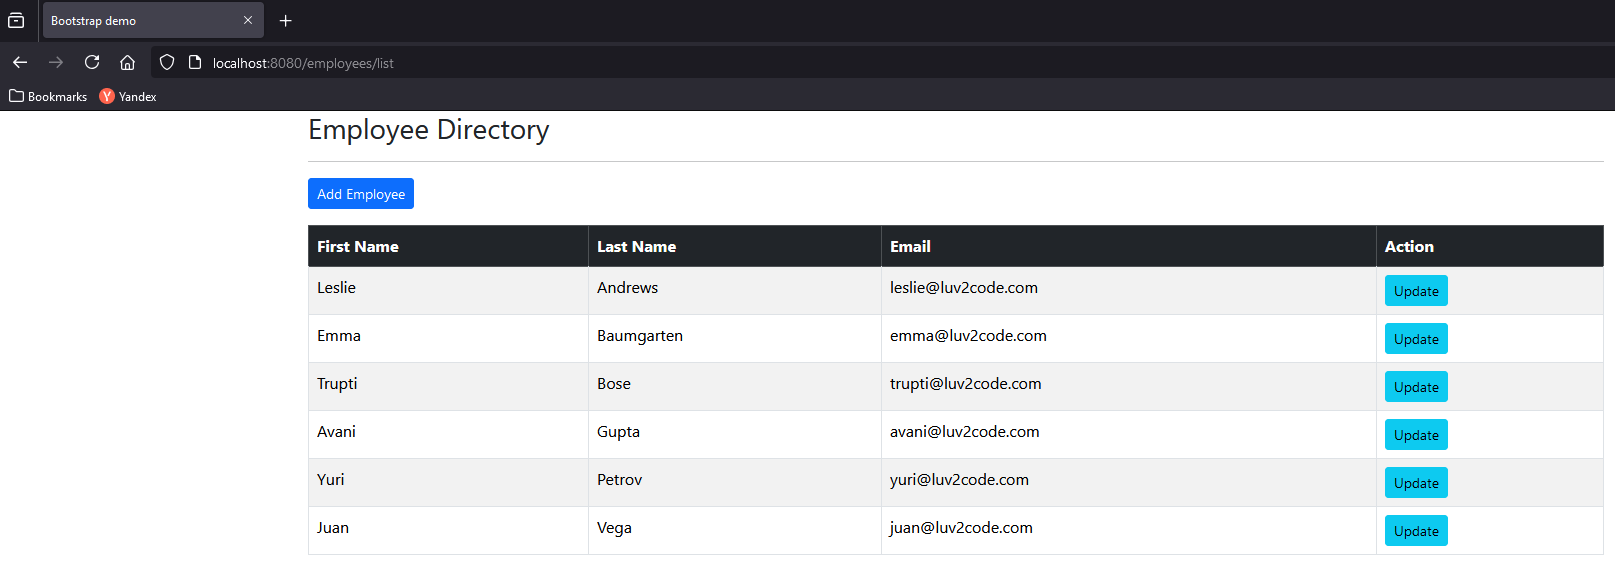 Bootstrap demo
localhost:8080/employees/list
Bookmarks Yandex
Employee Directory
Add Employee
First Name Last Name Email Action
Leslie Andrews leslie@luv2code.com Update
Emma Baumgarten emma@luv2code.com Update
Trupti Bose trupti@luv2code.com Update
Avani Gupta avani@luv2code.com Update
Yuri Petrov yuri@luv2code.com Update
Juan Vega juan@luv2code.com Update